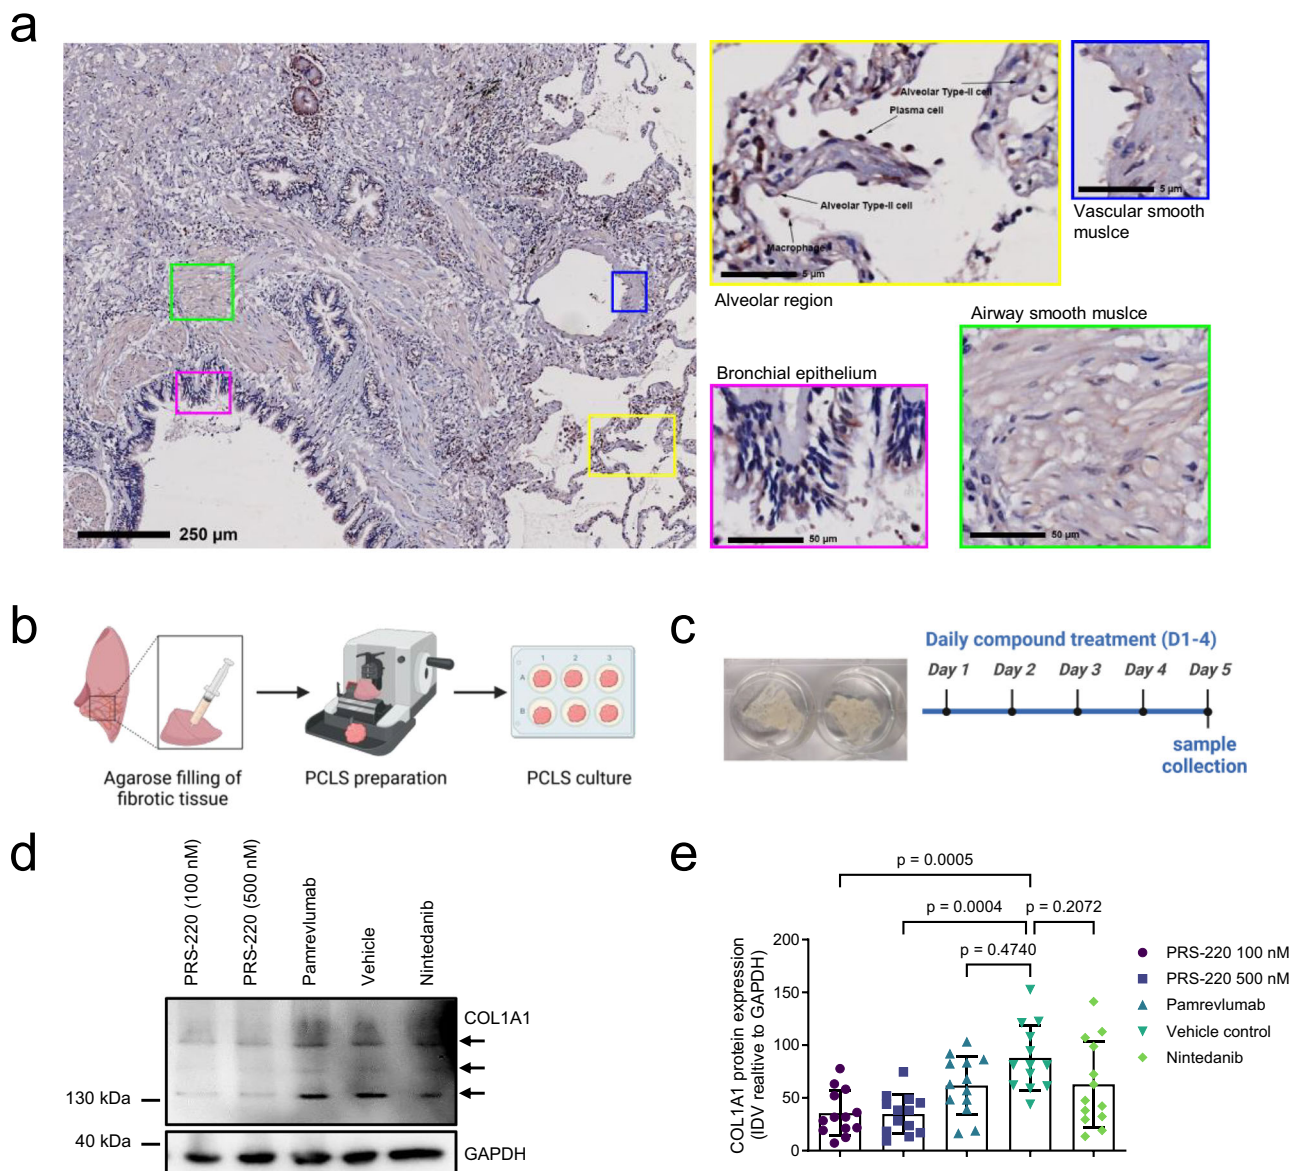 a
250 µm
Alveolar Type-II cell
Plasma cell
Alveolar Type-II cell
Macrophage
5 µm
Alveolar region
5 µm
Vascular smooth
muslce
Bronchial epithelium
50 µm
Airway smooth muslce
50 µm
b
Agarose filling of
fibrotic tissue
PCLS preparation
1 2 3
A
B
PCLS culture
c
Daily compound treatment (D1-4)
Day 1 Day 2 Day 3 Day 4 Day 5
sample
collection
d
PRS-220 (100 nM)
PRS-220 (500 nM)
Pamrevlumab
Vehicle
Nintedanib
COL1A1
130 kDa
40 kDa
GAPDH
e
p = 0.0005
p = 0.0004
p = 0.2072
p = 0.4740
COL1A1 protein expression
(IDV realtive to GAPDH)
200
150
100
50
0
PRS-220 100 nM
PRS-220 500 nM
Pamrevlumab
Vehicle control
Nintedanib